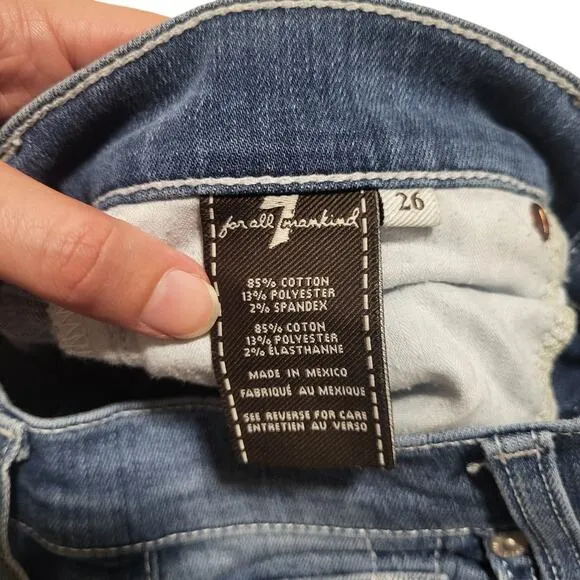 7
for all mankind
26
85% COTTON
13% POLYESTER
2% SPANDEX
85% COTON
13% POLYESTER
2% ÉLASTHANNE
MADE IN MEXICO
FABRIQUÉ AU MEXIQUE
SEE REVERSE FOR CARE
ENTRETIEN AU VERSO